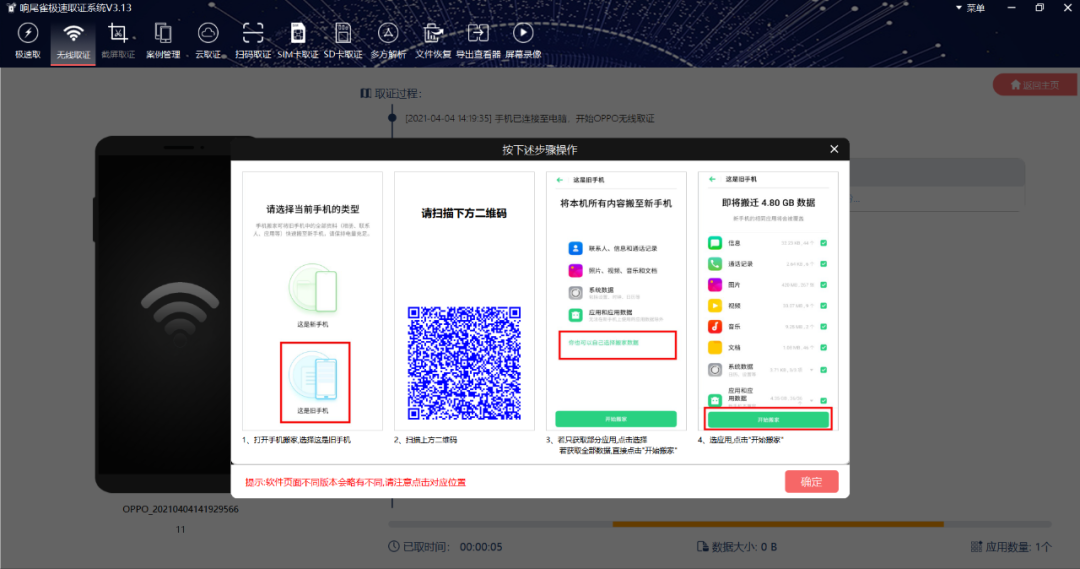 响尾雀极速取证系统V3.13
菜单
极速取
无线取证
截屏取证
案例管理
云取证
扫码取证
SIM卡取证
SD卡取证
多方解析
文件恢复
导出查看器
屏幕录像
返回主页
取证过程:
[2021-04-04 14:19:35] 手机已连接至电脑, 开始OPPO无线取证
按下述步骤操作
请选择当前手机的类型
这是新手机
这是旧手机
1、打开手机搬家,选择这是旧手机
请扫描下方二维码
2、扫描上方二维码
这是旧手机
将本机所有内容搬至新手机
联系人、信息和通话记录
照片、视频、音乐和文档
系统数据
应用和应用数据
你也可以自己选择搬家数据
开始搬家
3、若只获取部分应用,点击选择
若获取全部数据,直接点击"开始搬家"
这是旧手机
即将搬迁 4.80 GB 数据
信息
通话记录
图片
视频
音乐
文档
系统数据
应用和应
用数据
开始搬家
4、选应用,点击"开始搬家"
提示:软件页面不同版本会略有不同,请注意点击对应位置
确定
OPPO_20210404141929566
11
已取时间: 00:00:05
数据大小: 0 B
应用数量: 1个